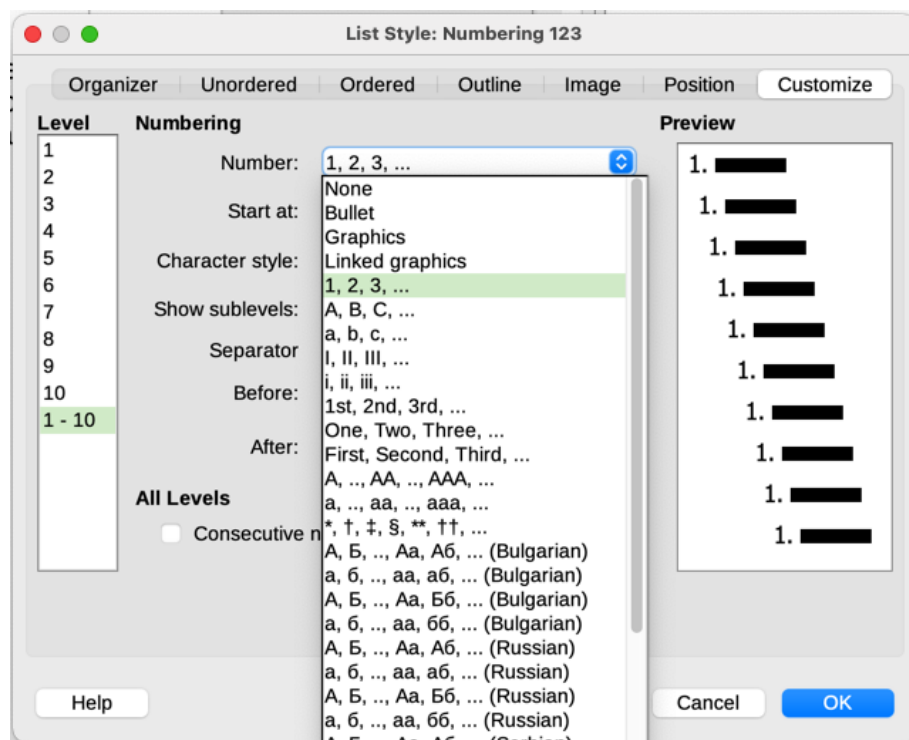 List Style: Numbering 123
Organizer Unordered Ordered Outline Image Position Customize
Level
1
2
3
4
5
6
7
8
9
10
1 - 10
Numbering
Number: 1, 2, 3, ...
Start at:
Character style:
Show sublevels:
Separator
Before:
After:
All Levels
Consecutive n
None
Bullet
Graphics
Linked graphics
1, 2, 3, ...
A, B, C, ...
a, b, c, ...
I, II, III, ...
i, ii, iii, ...
1st, 2nd, 3rd, ...
One, Two, Three, ...
First, Second, Third, ...
A, .., AA, .., AAA, ...
a, .., aa, .., aaa, ...
*, †, ‡, §, **, ††, ...
А, Б, .., Аа, Аб, ... (Bulgarian)
а, б, .., аа, аб, ... (Bulgarian)
А, Б, .., Аа, Бб, ... (Bulgarian)
а, б, .., аа, бб, ... (Bulgarian)
А, Б, .., Аа, Аб, ... (Russian)
а, б, .., аа, аб, ... (Russian)
А, Б, .., Аа, Бб, ... (Russian)
а, б, .., аа, бб, ... (Russian)
Preview
1.
1.
1.
1.
1.
1.
1.
1.
1.
1.
Help
Cancel
OK